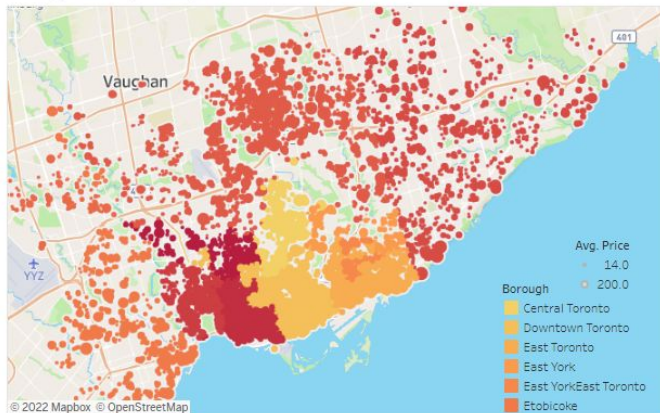 Vaughan
401
YYZ
Avg. Price
14.0
200.0
Borough
Central Toronto
Downtown Toronto
East Toronto
East York
East YorkEast Toronto
Etobicoke
© 2022 Mapbox © OpenStreetMap